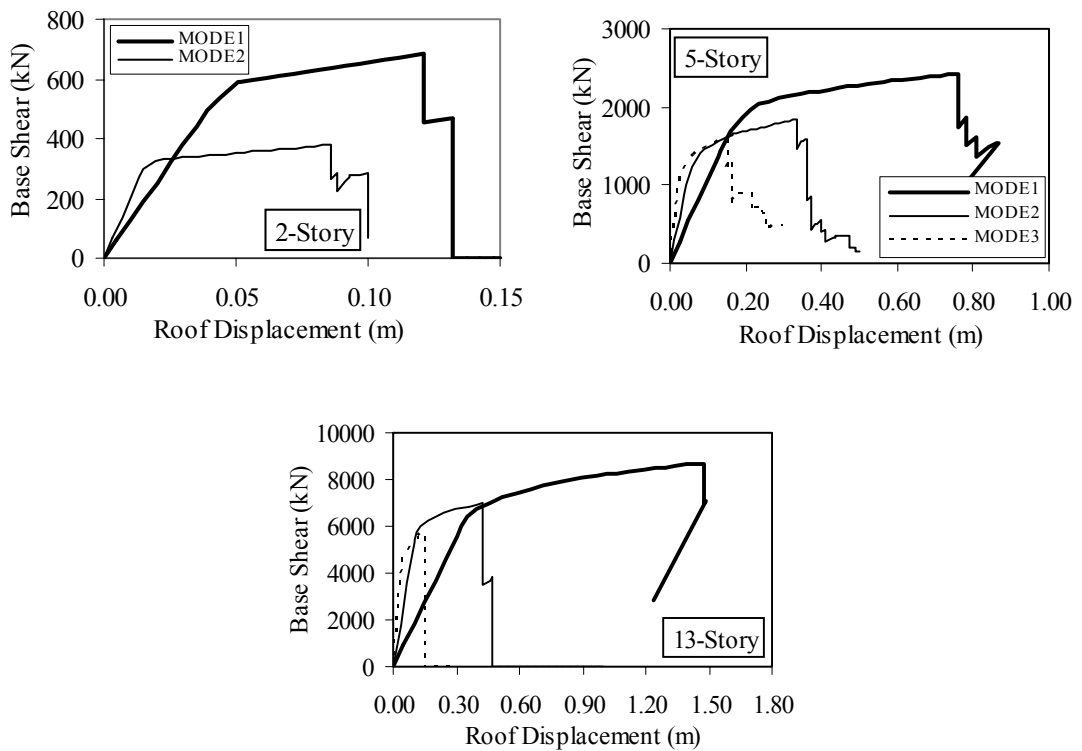 800
600
400
200
0
Base Shear (kN)
MODE1
MODE2
2-Story
0.00 0.05 0.10 0.15
Roof Displacement (m)
3000
2000
1000
0
Base Shear (kN)
5-Story
MODE1
MODE2
MODE3
0.00 0.20 0.40 0.60 0.80 1.00
Roof Displacement (m)
10000
8000
6000
4000
2000
0
Base Shear (kN)
13-Story
0.00 0.30 0.60 0.90 1.20 1.50 1.80
Roof Displacement (m)